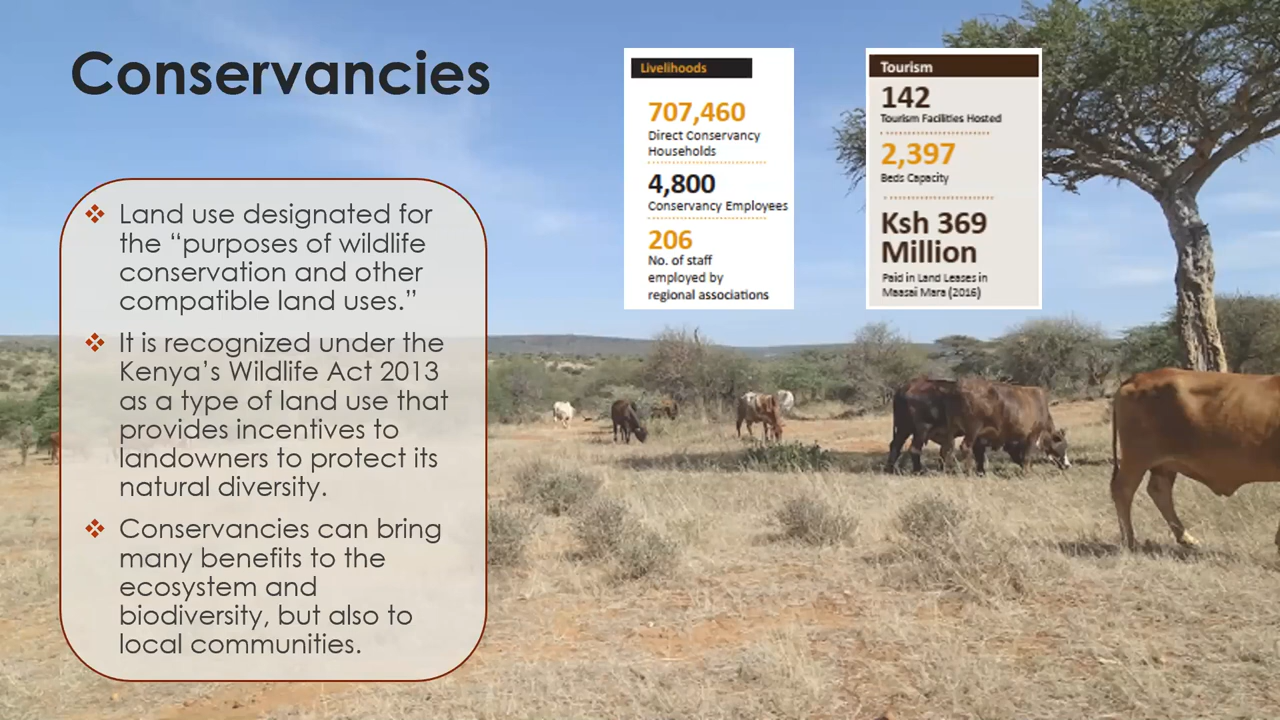 Conservancies
❖ Land use designated for
the “purposes of wildlife
conservation and other
compatible land uses.”
❖ It is recognized under the
Kenya’s Wildlife Act 2013
as a type of land use that
provides incentives to
landowners to protect its
natural diversity.
❖ Conservancies can bring
many benefits to the
ecosystem and
biodiversity, but also to
local communities.
Livelihoods
707,460
Direct Conservancy
Households
4,800
Conservancy Employees
206
No. of staff
employed by
regional associations
Tourism
142
Tourism Facilities Hosted
2,397
Beds Capacity
Ksh 369
Million
Paid in Land Leases in
Maasai Mara (2016)